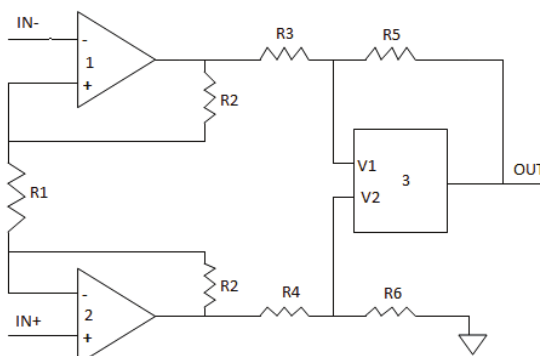 IN-
-
1
+
R3
R5
R2
R1
V1
3
V2
OUT
R2
-
2
IN+
+
R4
R6